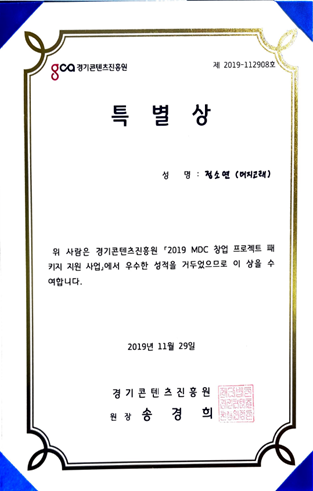 gca 경기콘텐츠진흥원
제 2019-112908호
특 별 상
성 명 : 정소연 (머지고래)
위 사람은 경기콘텐츠진흥원 「2019 MDC 창업 프로젝트 패
키지 지원 사업」에서 우수한 성적을 거두었으므로 이 상을 수
여합니다.
2019년 11월 29일
경기콘텐츠진흥원
원 장 송 경 희